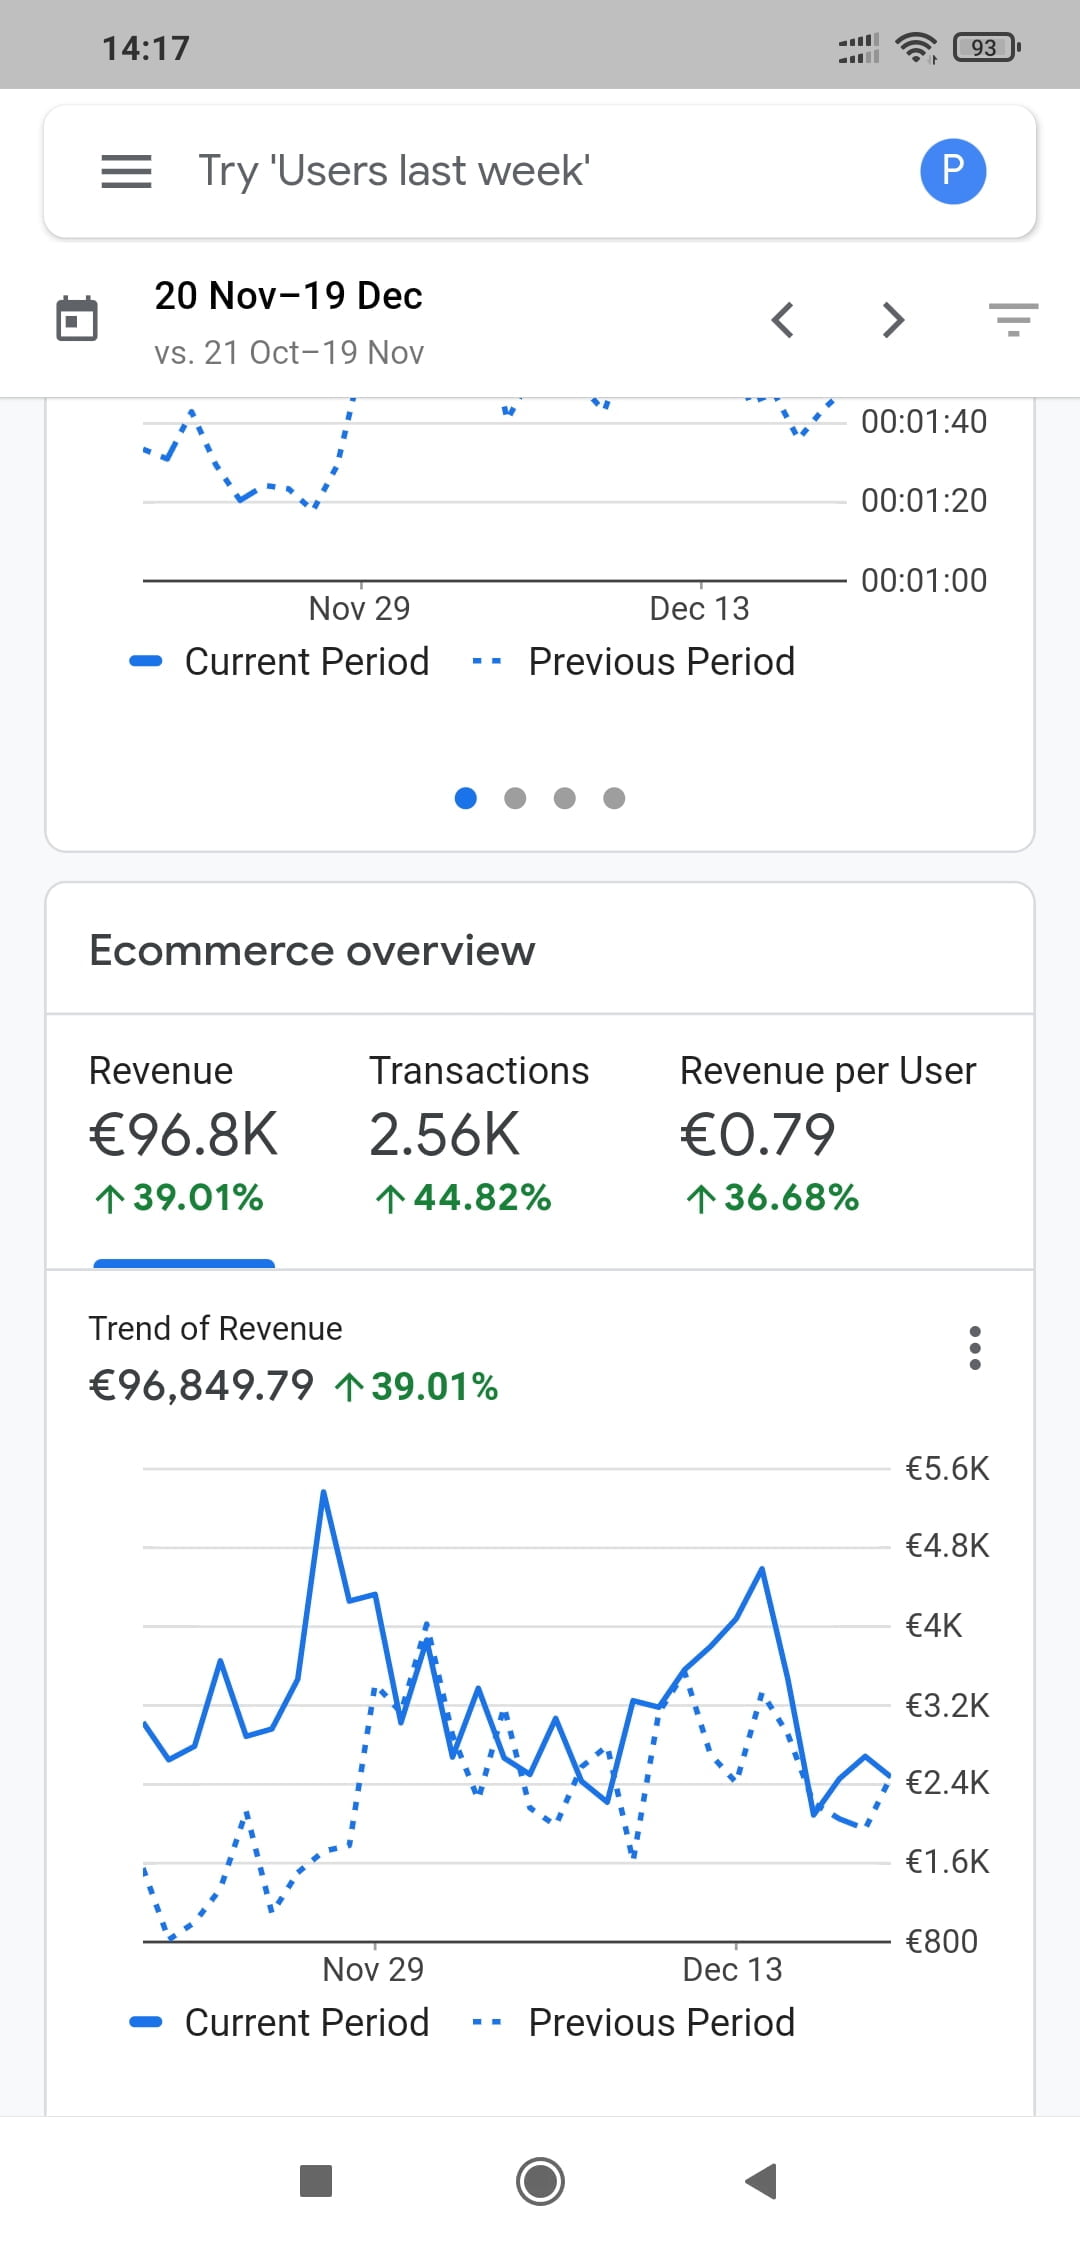 14:17
93
Try 'Users last week'
P
20 Nov–19 Dec
vs. 21 Oct–19 Nov
00:01:40
00:01:20
00:01:00
Nov 29 Dec 13
Current Period Previous Period
Ecommerce overview
Revenue Transactions Revenue per User
€96.8K 2.56K €0.79
↑39.01% ↑44.82% ↑36.68%
Trend of Revenue
€96,849.79 ↑39.01%
€5.6K
€4.8K
€4K
€3.2K
€2.4K
€1.6K
€800
Nov 29 Dec 13
Current Period Previous Period